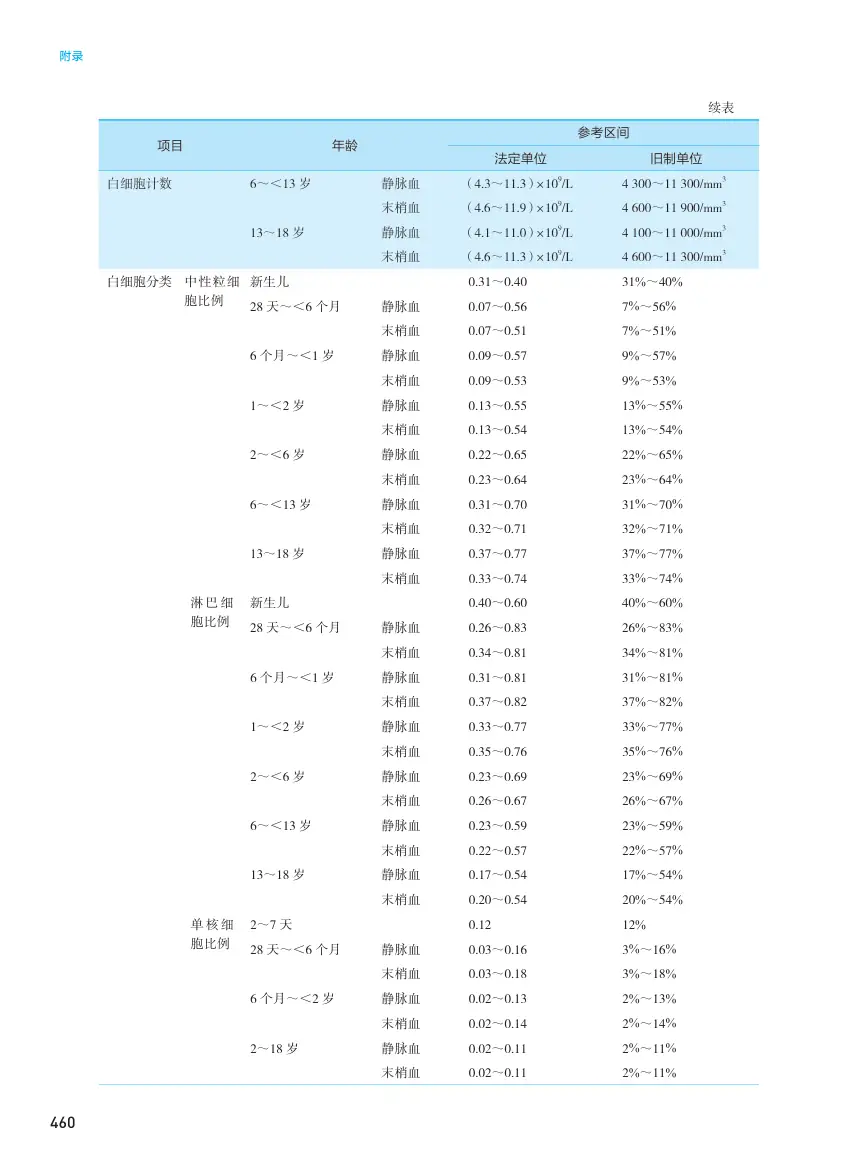 附录
续表
项目 年龄 参考区间
法定单位 旧制单位
白细胞计数 6～＜13 岁 静脉血 （4.3～11.3）×10⁹/L 4 300～11 300/mm³
末梢血 （4.6～11.9）×10⁹/L 4 600～11 900/mm³
13～18 岁 静脉血 （4.1～11.0）×10⁹/L 4 100～11 000/mm³
末梢血 （4.6～11.3）×10⁹/L 4 600～11 300/mm³
白细胞分类 中性粒细胞比例 新生儿 0.31～0.40 31%～40%
28 天～＜6 个月 静脉血 0.07～0.56 7%～56%
末梢血 0.07～0.51 7%～51%
6 个月～＜1 岁 静脉血 0.09～0.57 9%～57%
末梢血 0.09～0.53 9%～53%
1～＜2 岁 静脉血 0.13～0.55 13%～55%
末梢血 0.13～0.54 13%～54%
2～＜6 岁 静脉血 0.22～0.65 22%～65%
末梢血 0.23～0.64 23%～64%
6～＜13 岁 静脉血 0.31～0.70 31%～70%
末梢血 0.32～0.71 32%～71%
13～18 岁 静脉血 0.37～0.77 37%～77%
末梢血 0.33～0.74 33%～74%
淋巴细胞比例 新生儿 0.40～0.60 40%～60%
28 天～＜6 个月 静脉血 0.26～0.83 26%～83%
末梢血 0.34～0.81 34%～81%
6 个月～＜1 岁 静脉血 0.31～0.81 31%～81%
末梢血 0.37～0.82 37%～82%
1～＜2 岁 静脉血 0.33～0.77 33%～77%
末梢血 0.35～0.76 35%～76%
2～＜6 岁 静脉血 0.23～0.69 23%～69%
末梢血 0.26～0.67 26%～67%
6～＜13 岁 静脉血 0.23～0.59 23%～59%
末梢血 0.22～0.57 22%～57%
13～18 岁 静脉血 0.17～0.54 17%～54%
末梢血 0.20～0.54 20%～54%
单核细胞比例 2～7 天 0.12 12%
28 天～＜6 个月 静脉血 0.03～0.16 3%～16%
末梢血 0.03～0.18 3%～18%
6 个月～＜2 岁 静脉血 0.02～0.13 2%～13%
末梢血 0.02～0.14 2%～14%
2～18 岁 静脉血 0.02～0.11 2%～11%
末梢血 0.02～0.11 2%～11%
460